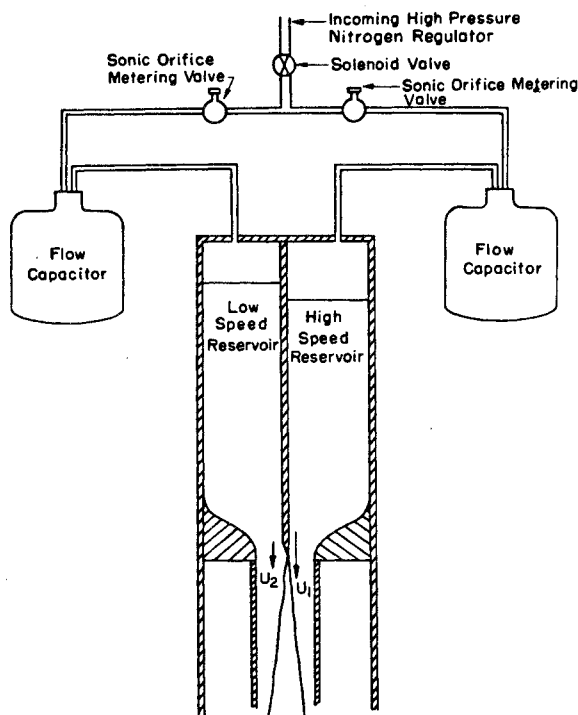 Incoming High Pressure
Nitrogen Regulator
Sonic Orifice
Metering Valve
Solenoid Valve
Sonic Orifice Metering
Valve
Flow
Capacitor
Flow
Capacitor
Low
Speed
Reservoir
High
Speed
Reservoir
U2
U1